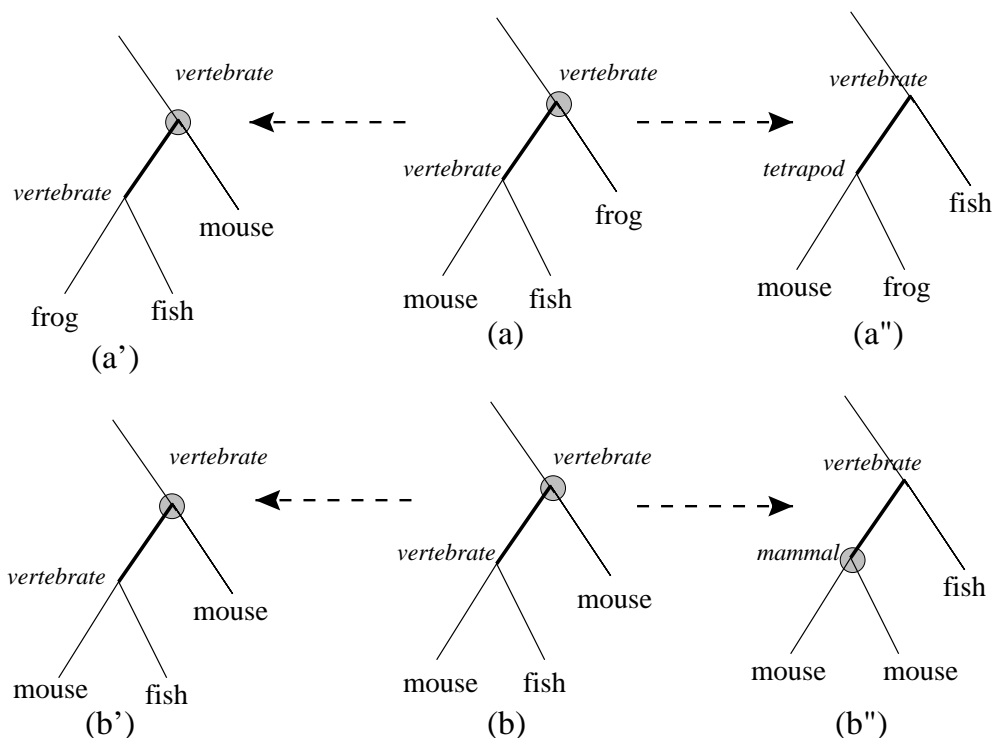 vertebrate
vertebrate
mouse
frog
fish
(a’)
vertebrate
vertebrate
frog
mouse
fish
(a")
vertebrate
tetrapod
fish
mouse
frog
(a")
vertebrate
vertebrate
mouse
mouse
fish
(b’)
vertebrate
vertebrate
mouse
mouse
fish
(b)
vertebrate
mammal
fish
mouse
mouse
(b")